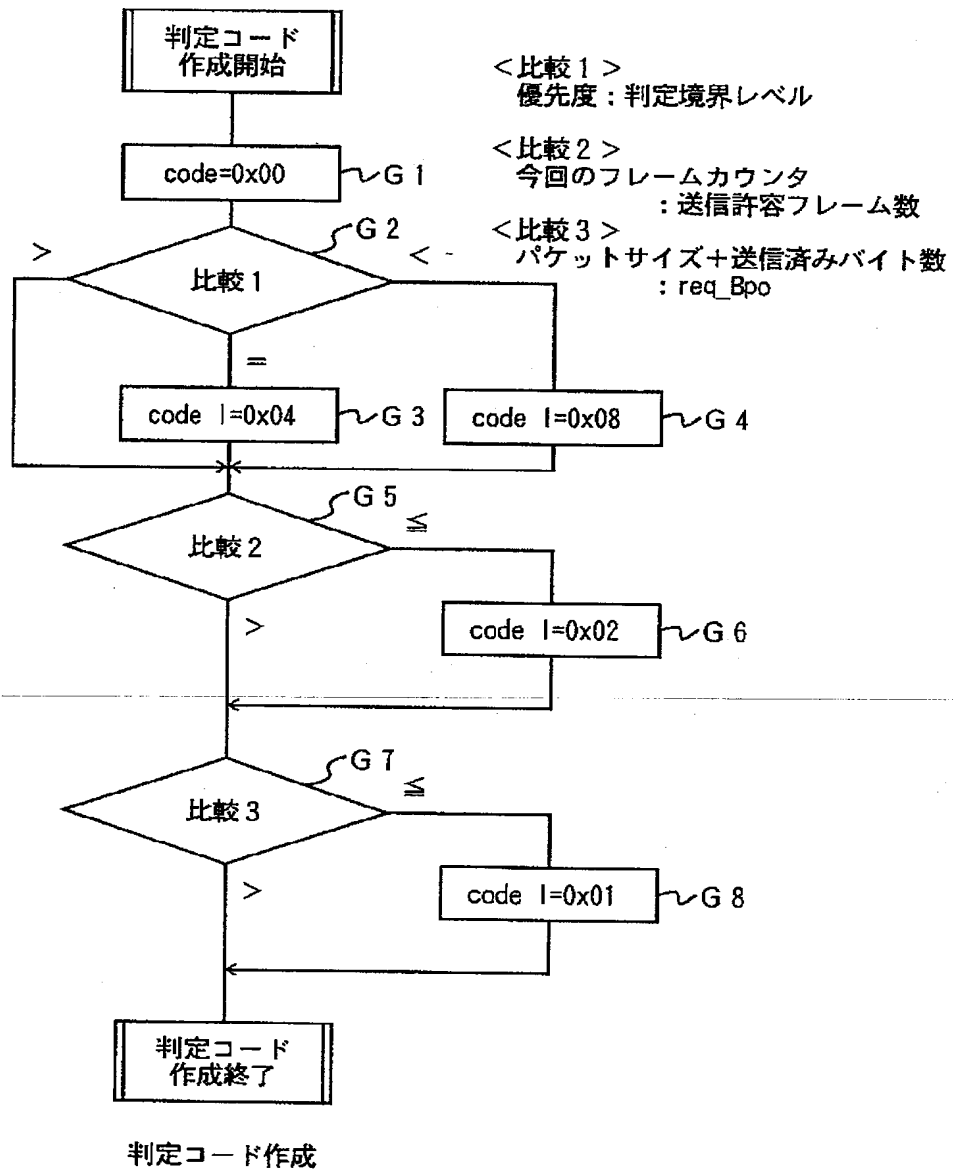 判定コード
作成開始
<比較1>
優先度:判定境界レベル
<比較2>
今回のフレームカウンタ
:送信許容フレーム数
<比較3>
パケットサイズ+送信済みバイト数
:req_Bpo
code=0x00
G1
G2
>
<
比較1
=
code |=0x04
G3
code |=0x08
G4
G5
≦
比較2
>
code |=0x02
G6
G7
≦
比較3
>
code |=0x01
G8
判定コード
作成終了
判定コード作成